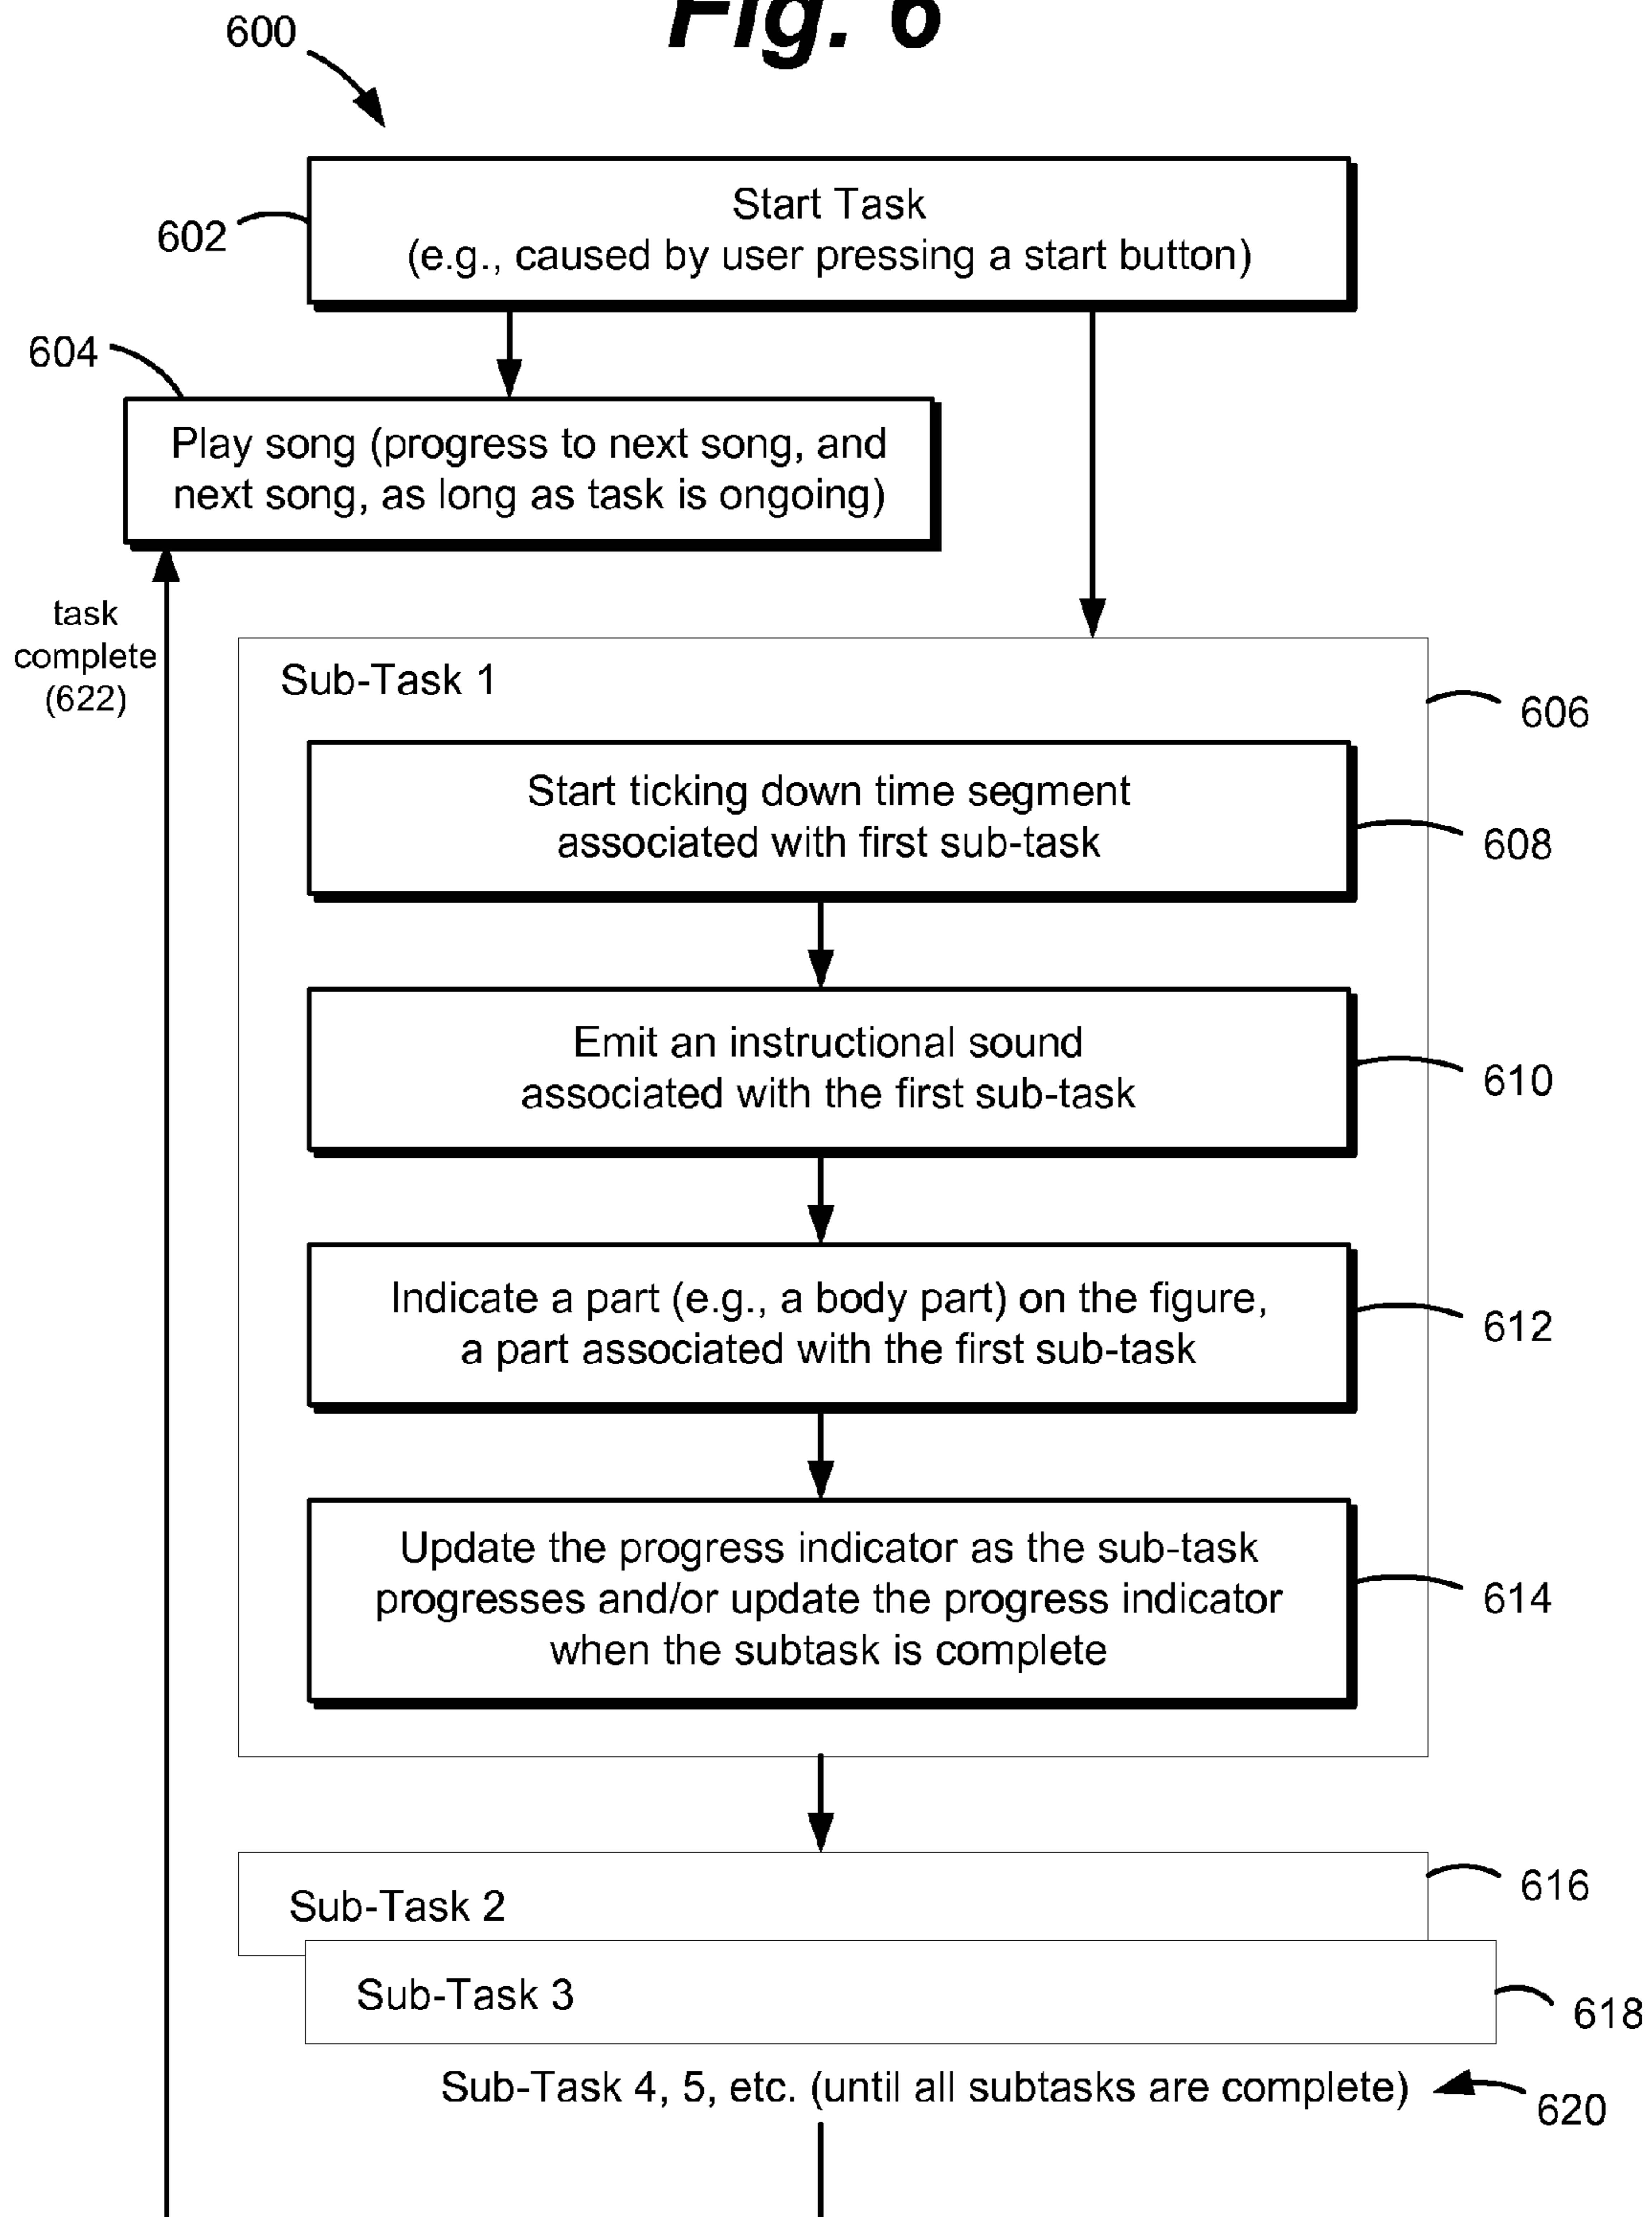 Fig. 6
600
Start Task
(e.g., caused by user pressing a start button)
602
604
Play song (progress to next song, and
next song, as long as task is ongoing)
task
complete
(622)
Sub-Task 1
606
Start ticking down time segment
associated with first sub-task
608
Emit an instructional sound
associated with the first sub-task
610
Indicate a part (e.g., a body part) on the figure,
a part associated with the first sub-task
612
Update the progress indicator as the sub-task
progresses and/or update the progress indicator
when the subtask is complete
614
Sub-Task 2
616
Sub-Task 3
618
Sub-Task 4, 5, etc. (until all subtasks are complete)
620